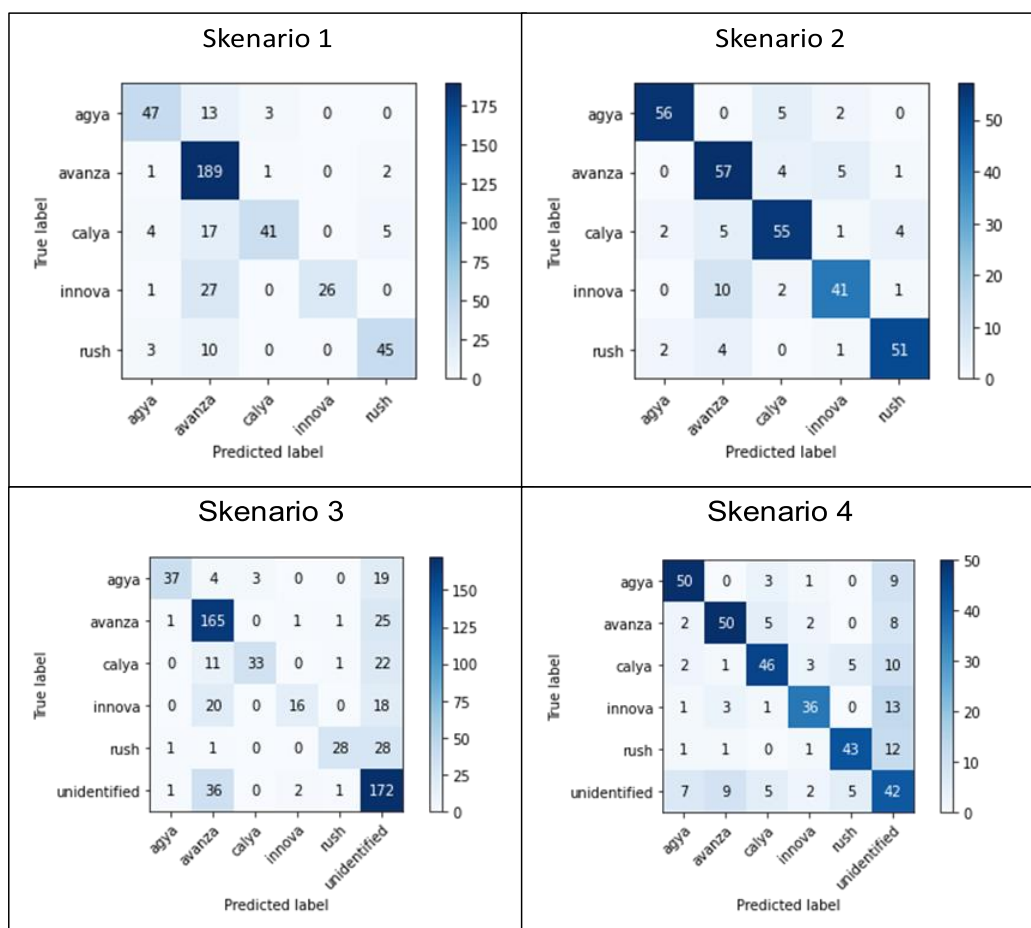 Skenario 1
agya 47 13 3 0 0
avanza 1 189 1 0 2
calya 4 17 41 0 5
innova 1 27 0 26 0
rush 3 10 0 0 45
agya avanza calya innova rush
Predicted label
True label
175
150
125
100
75
50
25
0
Skenario 2
agya 56 0 5 2 0
avanza 0 57 4 5 1
calya 2 5 55 1 4
innova 0 10 2 41 1
rush 2 4 0 1 51
agya avanza calya innova rush
Predicted label
True label
50
40
30
20
10
0
Skenario 3
agya 37 4 3 0 0 19
avanza 1 165 0 1 1 25
calya 0 11 33 0 1 22
innova 0 20 0 16 0 18
rush 1 1 0 0 28 28
unidentified 1 36 0 2 1 172
agya avanza calya innova rush unidentified
Predicted label
True label
150
125
100
75
50
25
0
Skenario 4
agya 50 0 3 1 0 9
avanza 2 50 5 2 0 8
calya 2 1 46 3 5 10
innova 1 3 1 36 0 13
rush 1 1 0 1 43 12
unidentified 7 9 5 2 5 42
agya avanza calya innova rush unidentified
Predicted label
True label
50
40
30
20
10
0